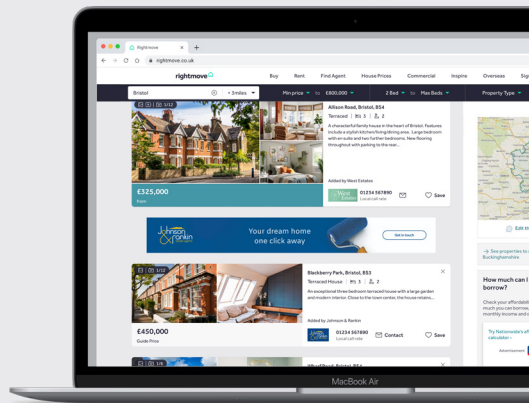 Rightmove
rightmove.co.uk
rightmove
Buy Rent Find Agent House Prices Commercial Inspire Overseas
Bristol < 3 miles Min price to £800,000 2 Bed to Max Beds Property Type
1/12
Allison Road, Bristol, BS4
Terraced 3 2
A characterful family house in the heart of Bristol. Features
include a stylish kitchen/living/dining area. Large bedroom
with en suite and two further bedrooms. New flooring
throughout with parking to the rear...
Added by West Estates
£325,000
From
West
Estates
01234 567890
Local call rate
Save
Johnson
& Rankin
Your dream home
one click away
Get in touch
1/12
Blackberry Park, Bristol, BS3
Terraced House 3 2
An exceptional three bedroom terraced house with a large garden
and modern interior. Close to the town center, the house retains...
Added by Johnson & Rankin
£450,000
Guide Price
01234 567890
Local call rate
Contact
Save
1/6
Edit
See properties to
Buckinghamshire
How much can I
borrow?
Check your affordability
much you can borrow
monthly income and
Try Nationwide's
calculator
Advertisement
MacBook Air